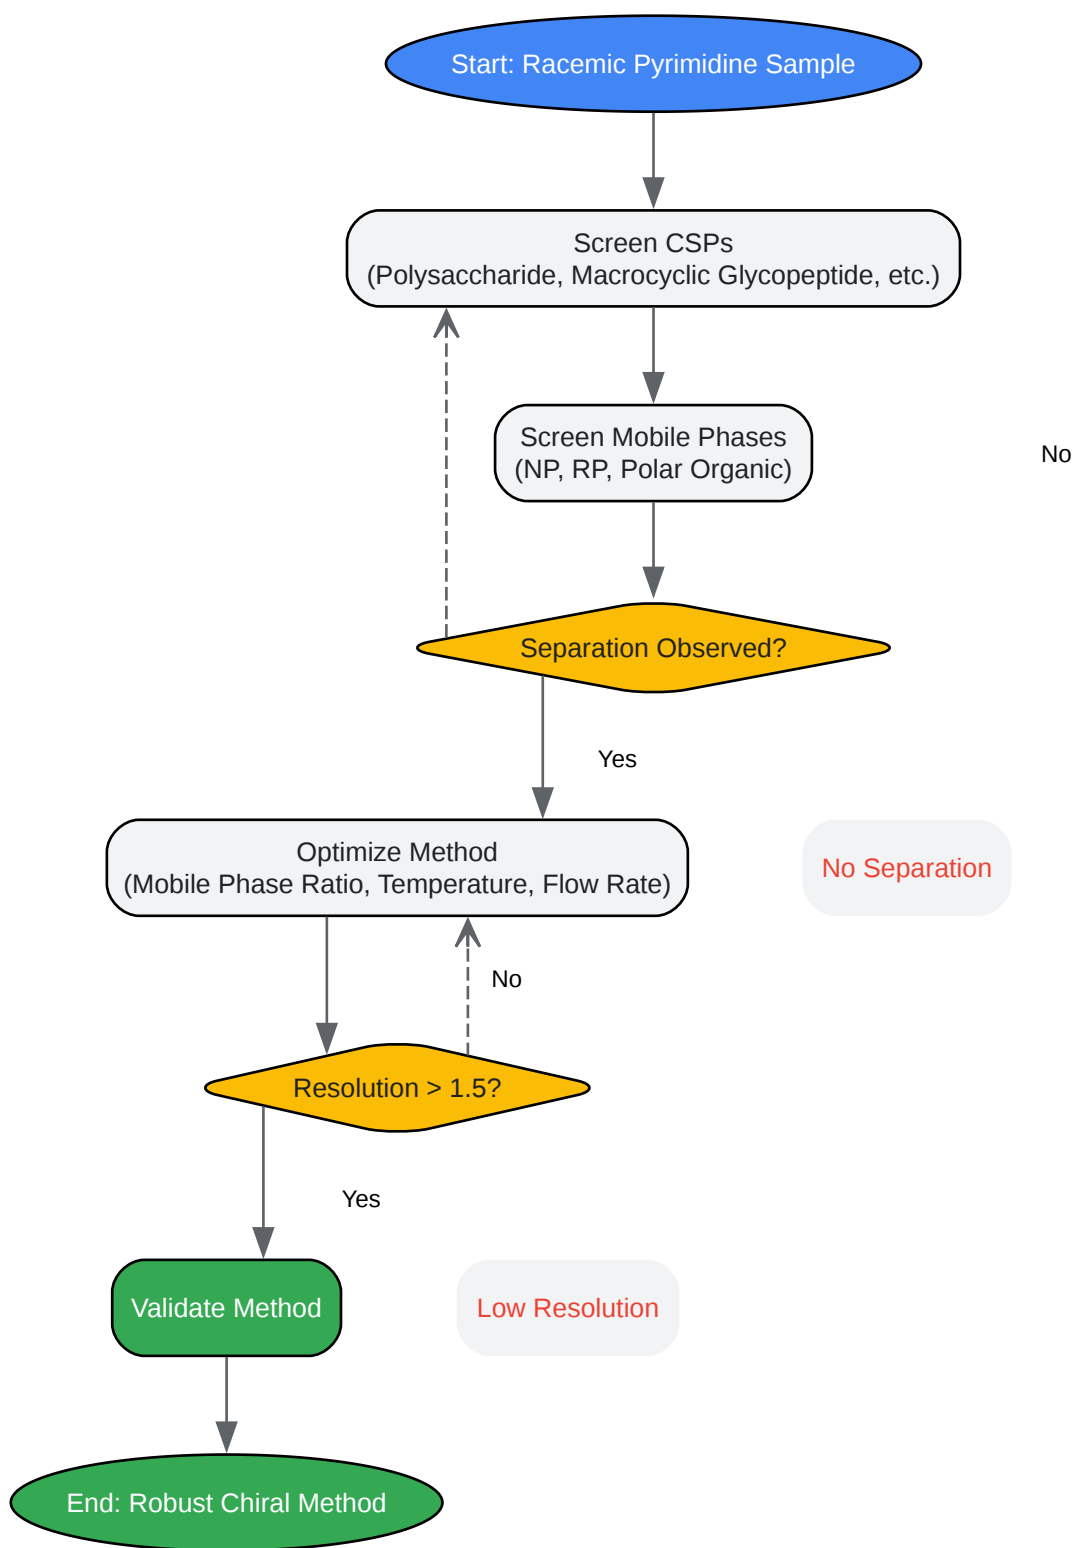 Start: Racemic Pyrimidine Sample
Screen CSPs
(Polysaccharide, Macrocyclic Glycopeptide, etc.)
Screen Mobile Phases
(NP, RP, Polar Organic)
No
Separation Observed?
Yes
Optimize Method
(Mobile Phase Ratio, Temperature, Flow Rate)
No Separation
No
Resolution > 1.5?
Yes
Validate Method
Low Resolution
End: Robust Chiral Method